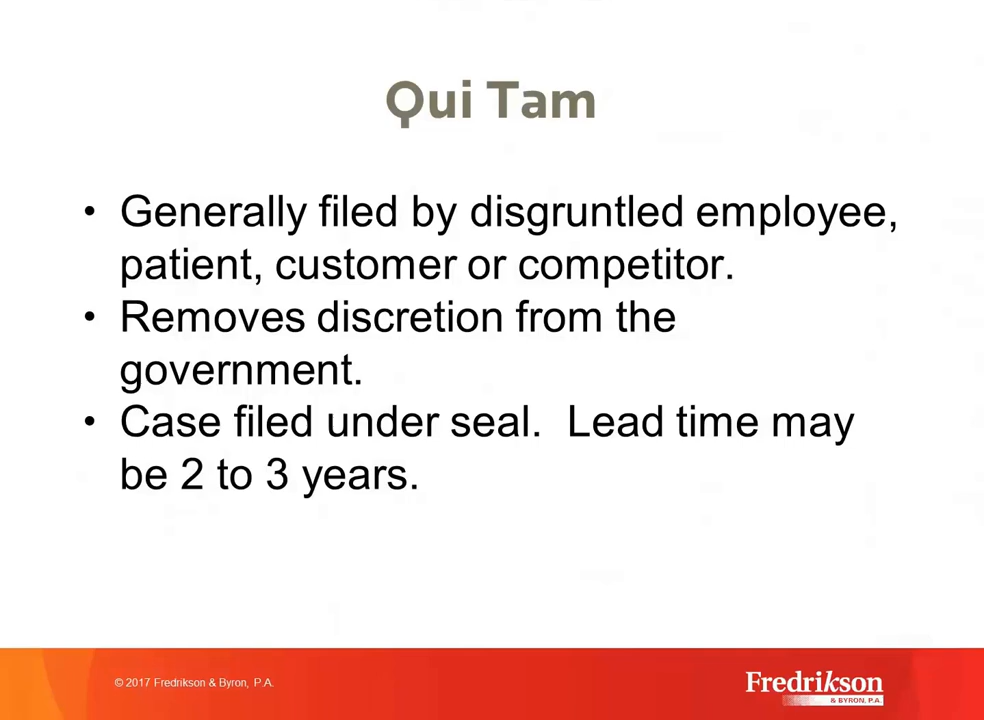 Qui Tam
• Generally filed by disgruntled employee,
patient, customer or competitor.
• Removes discretion from the
government.
• Case filed under seal.  Lead time may
be 2 to 3 years.
© 2017 Fredrikson & Byron, P.A.
Fredrikson
& BYRON, P.A.